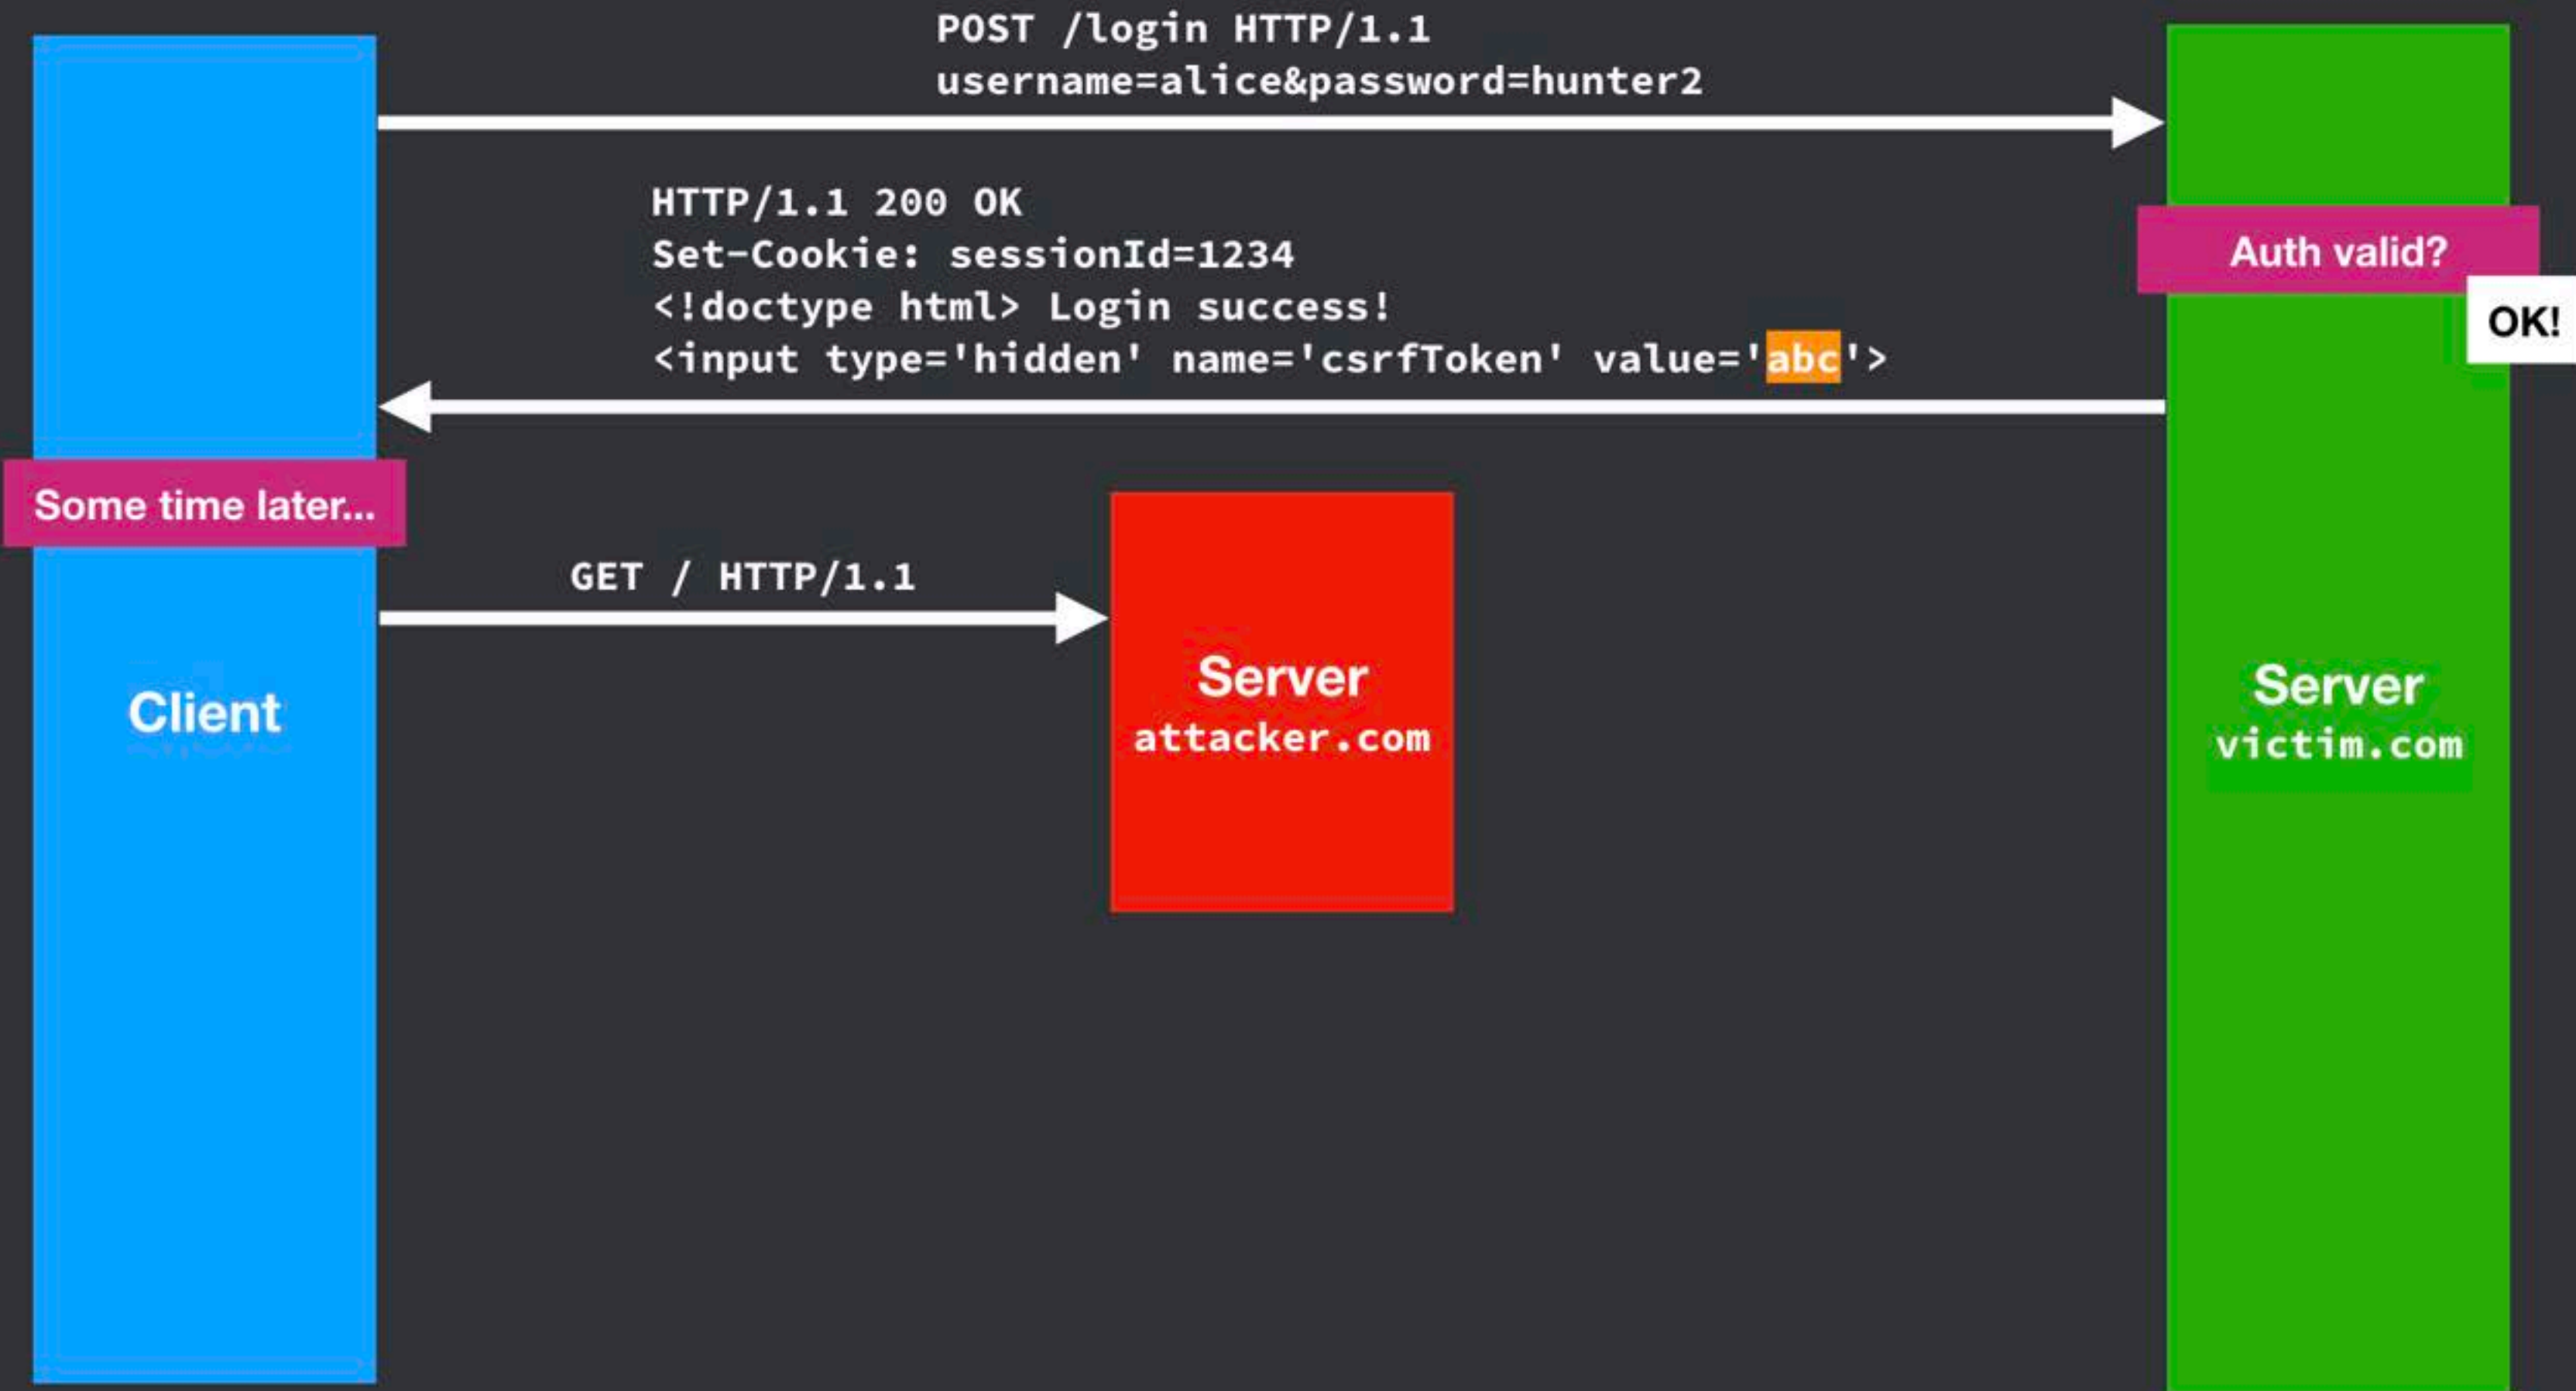 POST /login HTTP/1.1
username=alice&password=hunter2
HTTP/1.1 200 OK
Set-Cookie: sessionId=1234
<!doctype html> Login success!
<input type='hidden' name='csrfToken' value='abc'>
Auth valid?
OK!
Some time later...
GET / HTTP/1.1
Client
Server
attacker.com
Server
victim.com